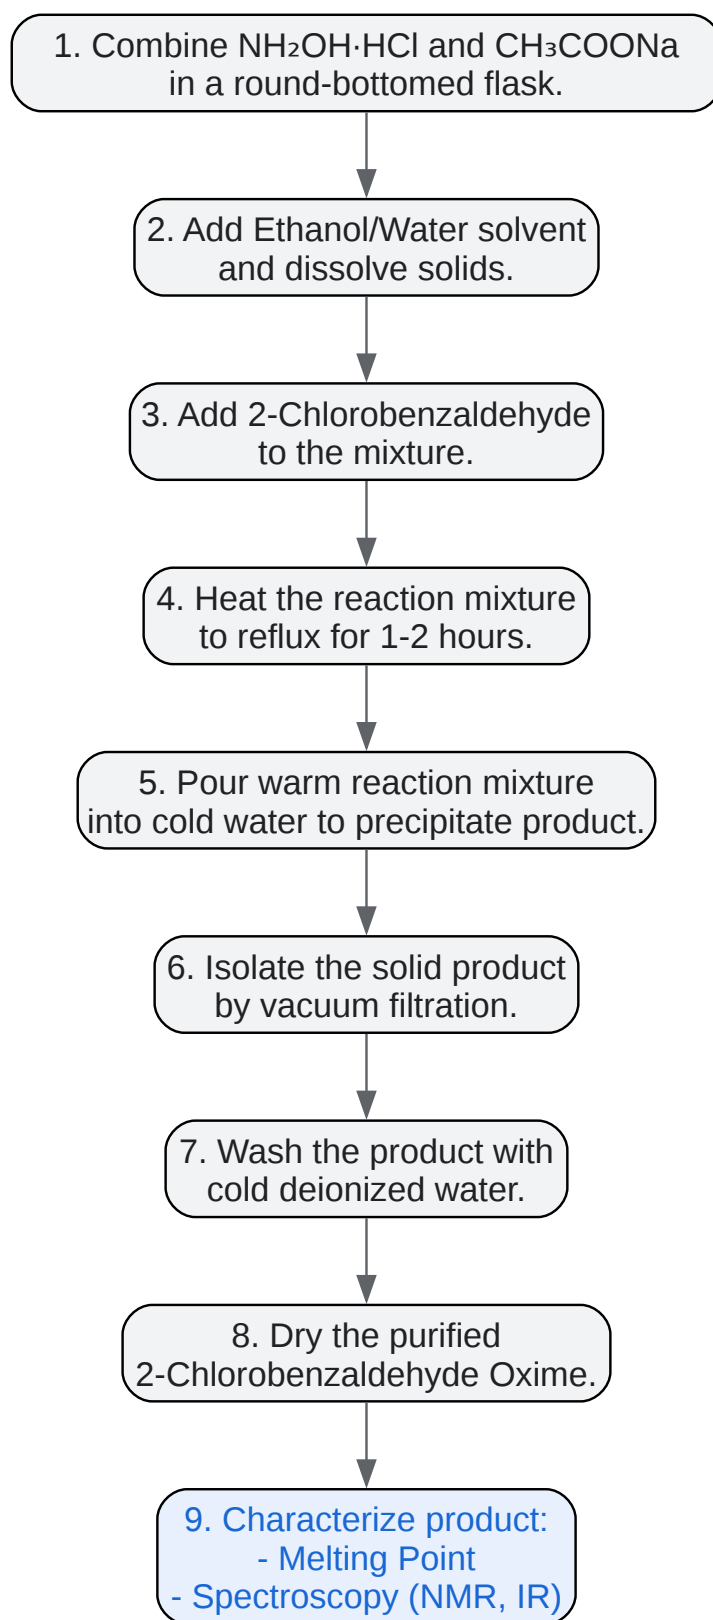 1. Combine NH₂OH·HCl and CH₃COONa
in a round-bottomed flask.
2. Add Ethanol/Water solvent
and dissolve solids.
3. Add 2-Chlorobenzaldehyde
to the mixture.
4. Heat the reaction mixture
to reflux for 1-2 hours.
5. Pour warm reaction mixture
into cold water to precipitate product.
6. Isolate the solid product
by vacuum filtration.
7. Wash the product with
cold deionized water.
8. Dry the purified
2-Chlorobenzaldehyde Oxime.
9. Characterize product:
- Melting Point
- Spectroscopy (NMR, IR)